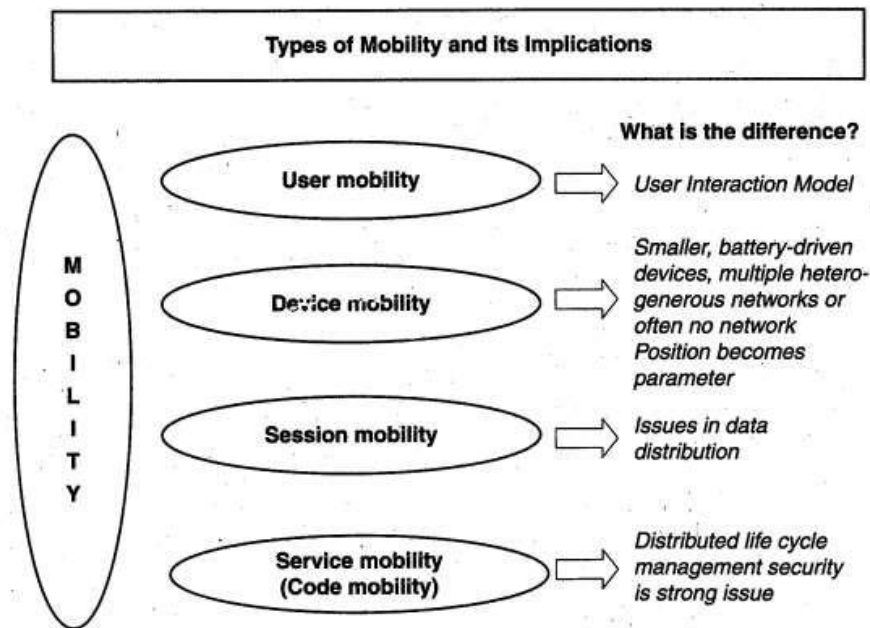 Types of Mobility and its Implications
What is the difference?
MOBILITY
User mobility
User Interaction Model
Device mobility
Smaller, battery-driven
devices, multiple hetero-
generous networks or
often no network
Position becomes
parameter
Session mobility
Issues in data
distribution
Service mobility
(Code mobility)
Distributed life cycle
management security
is strong issue